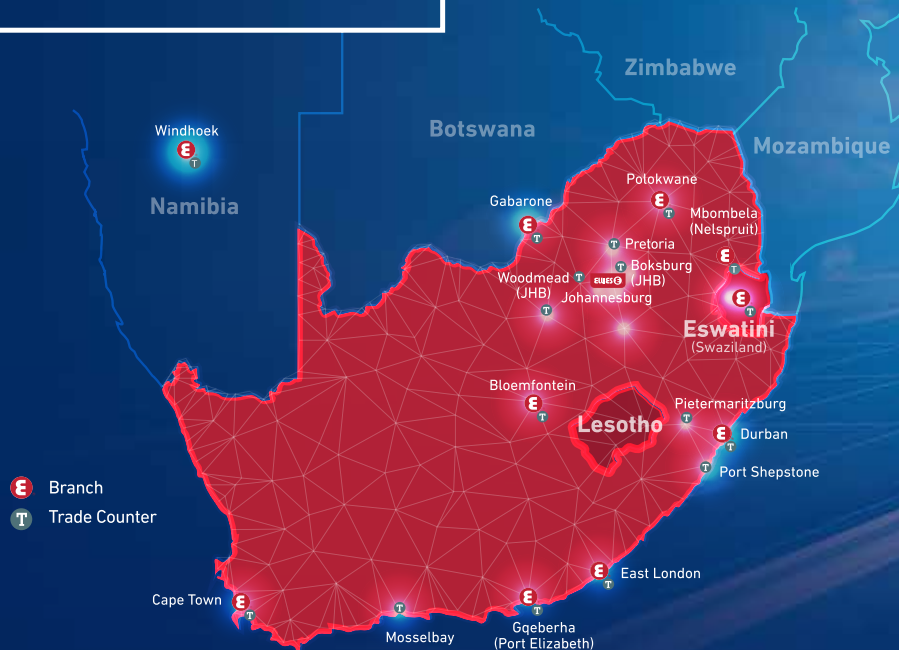 Zimbabwe
Botswana
Mozambique
Windhoek
Ɛ
T
Namibia
Polokwane
Ɛ
T
Gabarone
Ɛ
T
Mbombela
(Nelspruit)
Ɛ
T
T Pretoria
T Boksburg
(JHB)
Woodmead T
(JHB)
ELLIES Ɛ
Johannesburg
T
Ɛ
T
Eswatini
(Swaziland)
Bloemfontein
Ɛ
T
Lesotho
Pietermaritzburg
T
Ɛ Durban
T
T Port Shepstone
Ɛ Branch
T Trade Counter
Ɛ East London
T
Cape Town Ɛ
T
T
Mosselbay
Ɛ
T
Gqeberha
(Port Elizabeth)